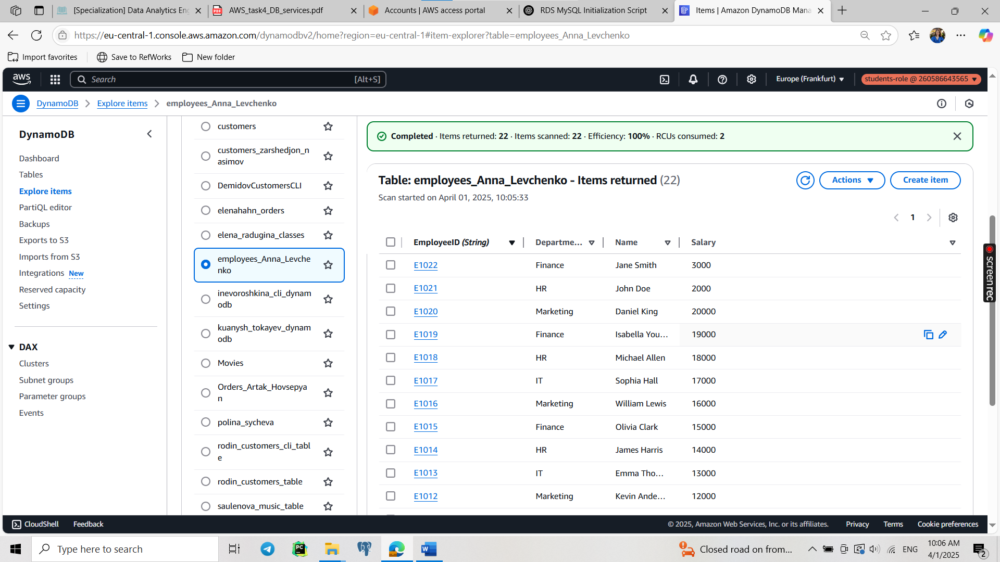 [Specialization] Data Analytics En
AWS_task4_DB_services.pdf
Accounts | AWS access portal
RDS MySQL Initialization Script
Items | Amazon DynamoDB Mana
https://eu-central-1.console.aws.amazon.com/dynamodbv2/home?region=eu-central-1#item-explorer?table=employees_Anna_Levchenko
Import favorites
Save to RefWorks
New folder
aws
Search
[Alt+S]
Europe (Frankfurt)
students-role @ 260586643565
DynamoDB
Explore items
employees_Anna_Levchenko
DynamoDB
Dashboard
Tables
Explore items
PartiQL editor
Backups
Exports to S3
Imports from S3
Integrations New
Reserved capacity
Settings
DAX
Clusters
Subnet groups
Parameter groups
Events
customers
customers_zarshedjon_n
asimov
DemidovCustomersCLI
elenahahn_orders
elena_radugina_classes
employees_Anna_Levche
nko
inevoroshkina_cli_dynam
odb
kuanysh_tokayev_dynam
odb
Movies
Orders_Artak_Hovsepya
n
polina_sycheva
rodin_customers_cli_tabl
e
rodin_customers_table
saulenova_music_table
Completed · Items returned: 22 · Items scanned: 22 · Efficiency: 100% · RCUs consumed: 2
Table: employees_Anna_Levchenko - Items returned (22)
Scan started on April 01, 2025, 10:05:33
Actions
Create item
1
EmployeeID (String) Departme... Name Salary
E1022 Finance Jane Smith 3000
E1021 HR John Doe 2000
E1020 Marketing Daniel King 20000
E1019 Finance Isabella You... 19000
E1018 HR Michael Allen 18000
E1017 IT Sophia Hall 17000
E1016 Marketing William Lewis 16000
E1015 Finance Olivia Clark 15000
E1014 HR James Harris 14000
E1013 IT Emma Tho... 13000
E1012 Marketing Kevin Ande... 12000
screenrec
CloudShell
Feedback
© 2025, Amazon Web Services, Inc. or its affiliates.
Privacy
Terms
Cookie preferences
Type here to search
Closed road on from...
ENG
10:06 AM
4/1/2025
2